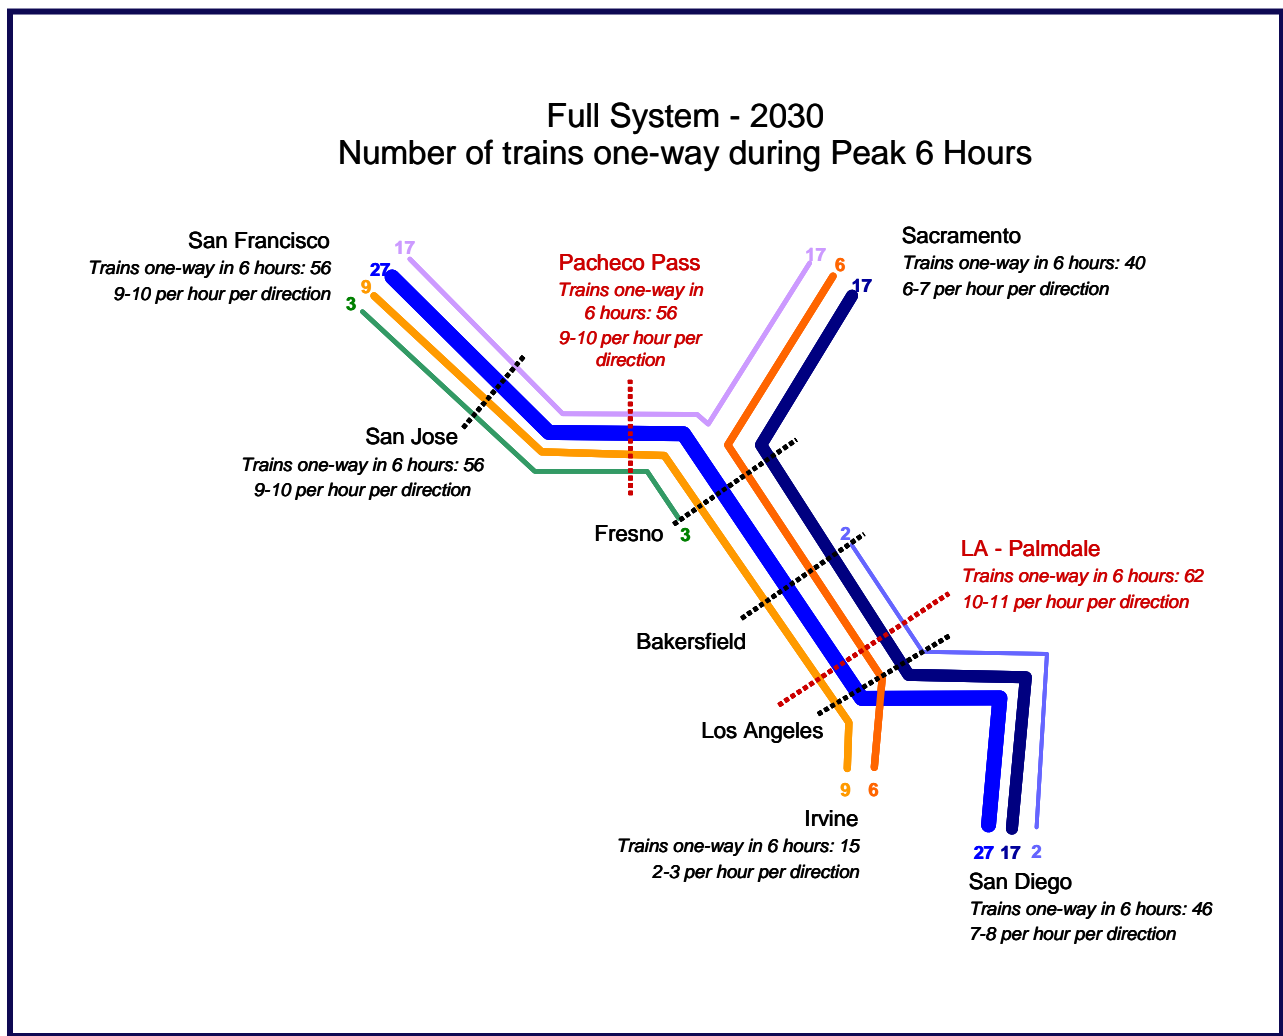 Full System - 2030
Number of trains one-way during Peak 6 Hours
San Francisco
Trains one-way in 6 hours: 56
9-10 per hour per direction
17
27
9
3
Pacheco Pass
Trains one-way in
6 hours: 56
9-10 per hour per
direction
17
6
17
Sacramento
Trains one-way in 6 hours: 40
6-7 per hour per direction
San Jose
Trains one-way in 6 hours: 56
9-10 per hour per direction
Fresno
3
2
LA - Palmdale
Trains one-way in 6 hours: 62
10-11 per hour per direction
Bakersfield
Los Angeles
9
6
Irvine
Trains one-way in 6 hours: 15
2-3 per hour per direction
27
17
2
San Diego
Trains one-way in 6 hours: 46
7-8 per hour per direction